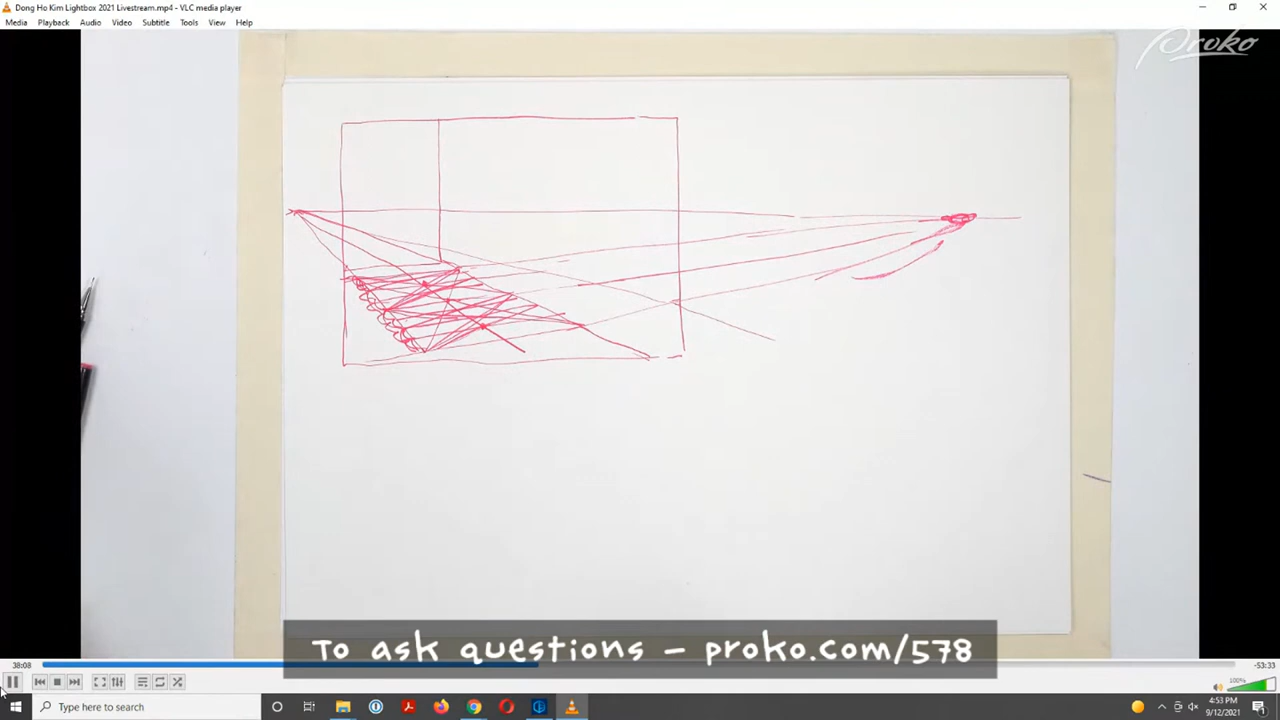 Dong Ho Kim Lightbox 2021 Livestream.mp4 - VLC media player
Media Playback Audio Video Subtitle Tools View Help
Proko
To ask questions - proko.com/578
38:08
-53:33
100%
Type here to search
4:53 PM
9/12/2021